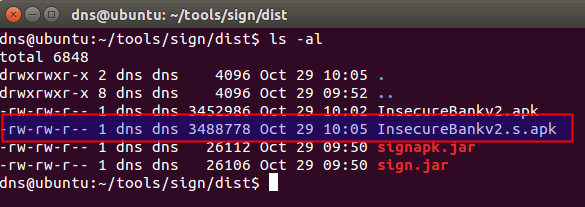 dns@ubuntu: ~/tools/sign/dist
dns@ubuntu:~/tools/sign/dist$ ls -al
total 6848
drwxrwxr-x 2 dns dns    4096 Oct 29 10:05 .
drwxrwxr-x 8 dns dns    4096 Oct 29 09:52 ..
-rw-rw-r-- 1 dns dns 3452986 Oct 29 10:02 InsecureBankv2.apk
-rw-rw-r-- 1 dns dns 3488778 Oct 29 10:05 InsecureBankv2.s.apk
-rw-rw-r-- 1 dns dns   26112 Oct 29 09:50 signapk.jar
-rw-rw-r-- 1 dns dns   26106 Oct 29 09:50 sign.jar
dns@ubuntu:~/tools/sign/dist$